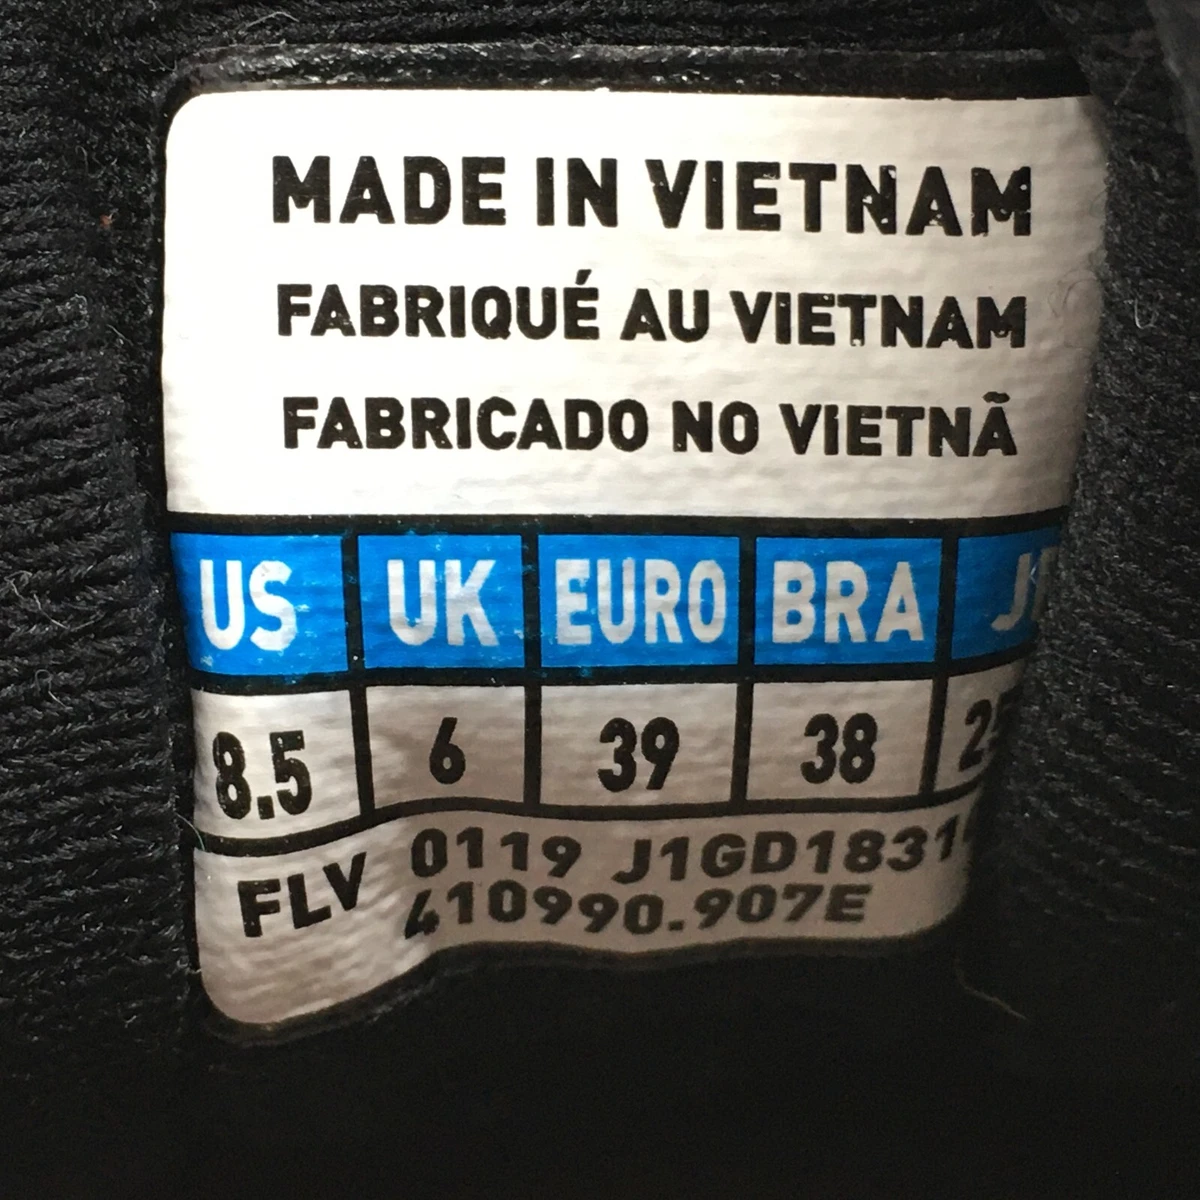 MADE IN VIETNAM
FABRIQUÉ AU VIETNAM
FABRICADO NO VIETNÃ
US UK EURO BRA
8.5 6 39 38
FLV 0119
410990.907E